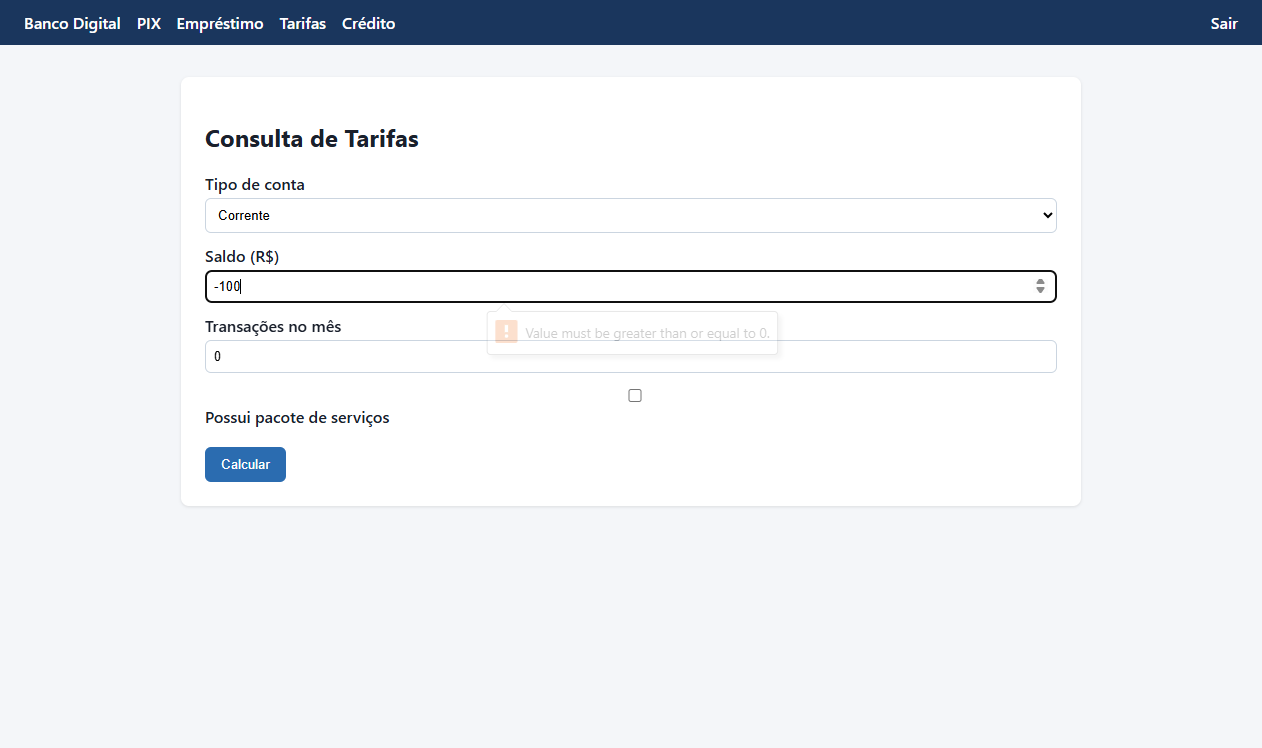 Banco Digital PIX Empréstimo Tarifas Crédito Sair
Consulta de Tarifas
Tipo de conta
Corrente
Saldo (R$)
-100
Value must be greater than or equal to 0.
Transações no mês
0
Possui pacote de serviços
Calcular